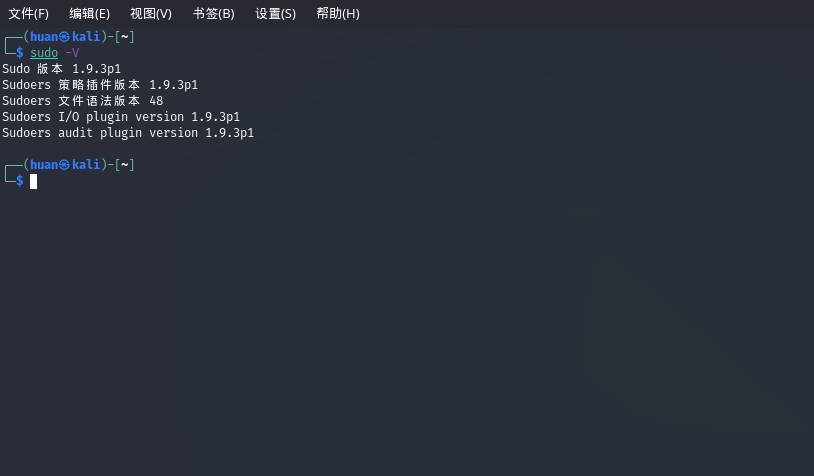 文件(F) 编辑(E) 视图(V) 书签(B) 设置(S) 帮助(H)
┌──(huan㉿kali)-[~]
└─$ sudo -V
Sudo 版本 1.9.3p1
Sudoers 策略插件版本 1.9.3p1
Sudoers 文件语法版本 48
Sudoers I/O plugin version 1.9.3p1
Sudoers audit plugin version 1.9.3p1
┌──(huan㉿kali)-[~]
└─$